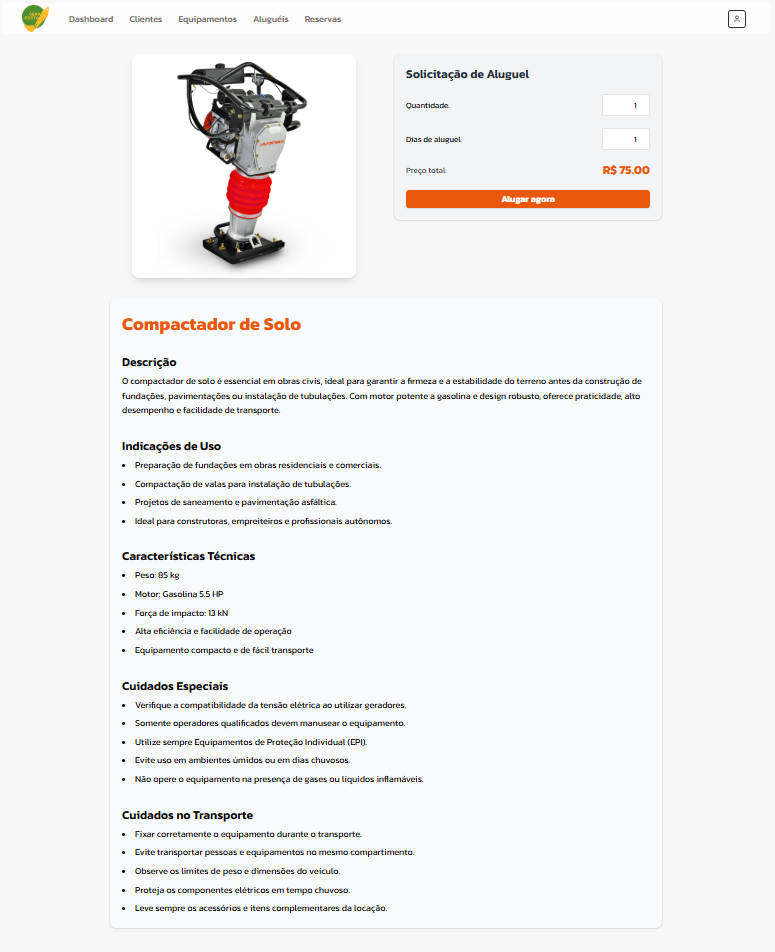 Dashboard Clientes Equipamentos Aluguéis Reservas
Solicitação de Aluguel
Quantidade:
1
Dias de aluguel:
1
Preço total:
R$ 75.00
Alugar agora
Compactador de Solo
Descrição
O compactador de solo é essencial em obras civis, ideal para garantir a firmeza e a estabilidade do terreno antes da construção de
fundações, pavimentações ou instalação de tubulações. Com motor potente a gasolina e design robusto, oferece praticidade, alto
desempenho e facilidade de transporte.
Indicações de Uso
• Preparação de fundações em obras residenciais e comerciais.
• Compactação de valas para instalação de tubulações.
• Projetos de saneamento e pavimentação asfáltica.
• Ideal para construtoras, empreiteiros e profissionais autônomos.
Características Técnicas
• Peso: 85 kg
• Motor: Gasolina 5.5 HP
• Força de impacto: 13 kN
• Alta eficiência e facilidade de operação
• Equipamento compacto e de fácil transporte
Cuidados Especiais
• Verifique a compatibilidade da tensão elétrica ao utilizar geradores.
• Somente operadores qualificados devem manusear o equipamento.
• Utilize sempre Equipamentos de Proteção Individual (EPI).
• Evite uso em ambientes úmidos ou em dias chuvosos.
• Não opere o equipamento na presença de gases ou líquidos inflamáveis.
Cuidados no Transporte
• Fixar corretamente o equipamento durante o transporte.
• Evite transportar pessoas e equipamentos no mesmo compartimento.
• Observe os limites de peso e dimensões do veículo.
• Proteja os componentes elétricos em tempo chuvoso.
• Leve sempre os acessórios e itens complementares da locação.